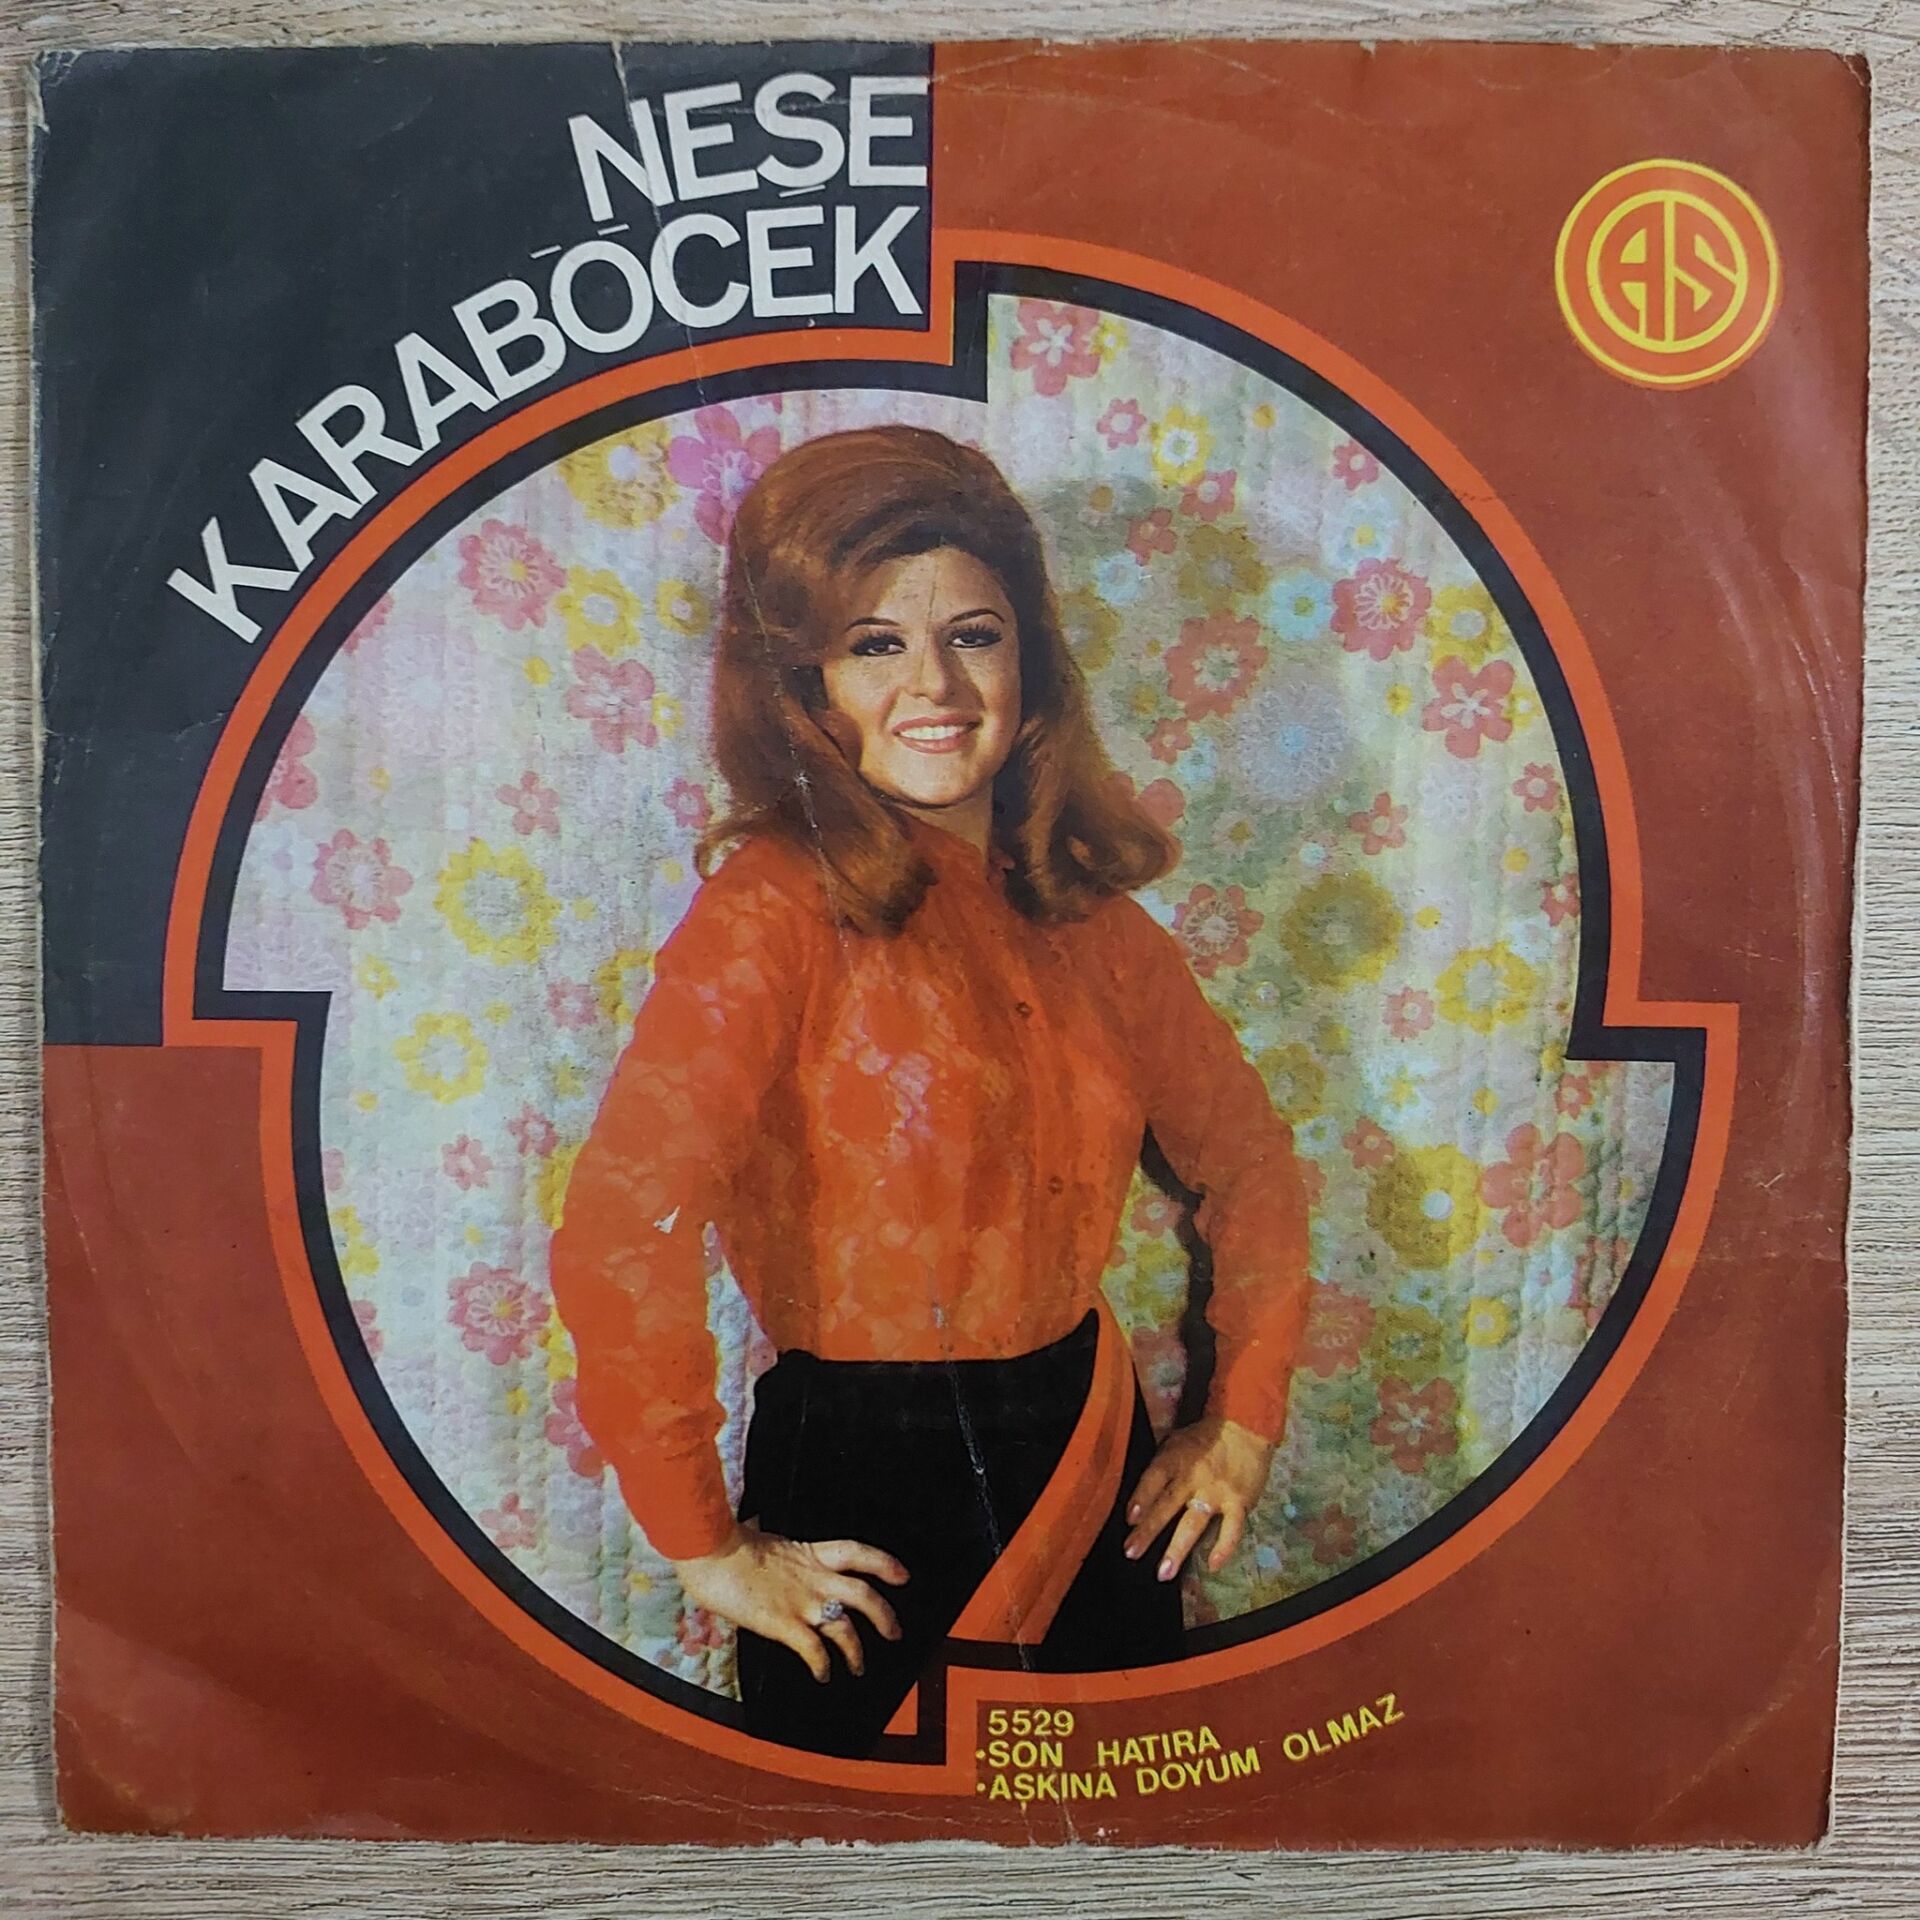 NEŞE
KARABÖCEK
AS
5529
•SON HATIRA
•AŞKINA DOYUM OLMAZ